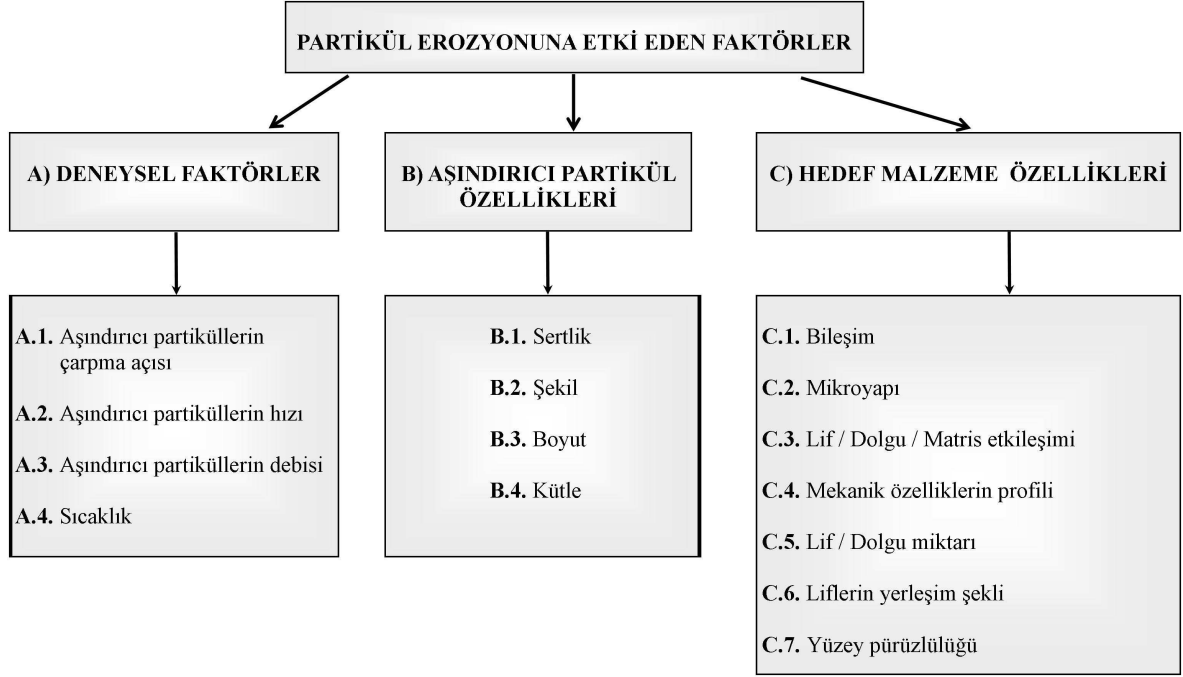 PARTİKÜL EROZYONUNA ETKİ EDEN FAKTÖRLER
A) DENEYSEL FAKTÖRLER
A.1. Aşındırıcı partiküllerin
çarpma açısı
A.2. Aşındırıcı partiküllerin hızı
A.3. Aşındırıcı partiküllerin debisi
A.4. Sıcaklık
B) AŞINDIRICI PARTİKÜL
ÖZELLİKLERİ
B.1. Sertlik
B.2. Şekil
B.3. Boyut
B.4. Kütle
C) HEDEF MALZEME ÖZELLİKLERİ
C.1. Bileşim
C.2. Mikroyapı
C.3. Lif / Dolgu / Matris etkileşimi
C.4. Mekanik özelliklerin profili
C.5. Lif / Dolgu miktarı
C.6. Liflerin yerleşim şekli
C.7. Yüzey pürüzlülüğü